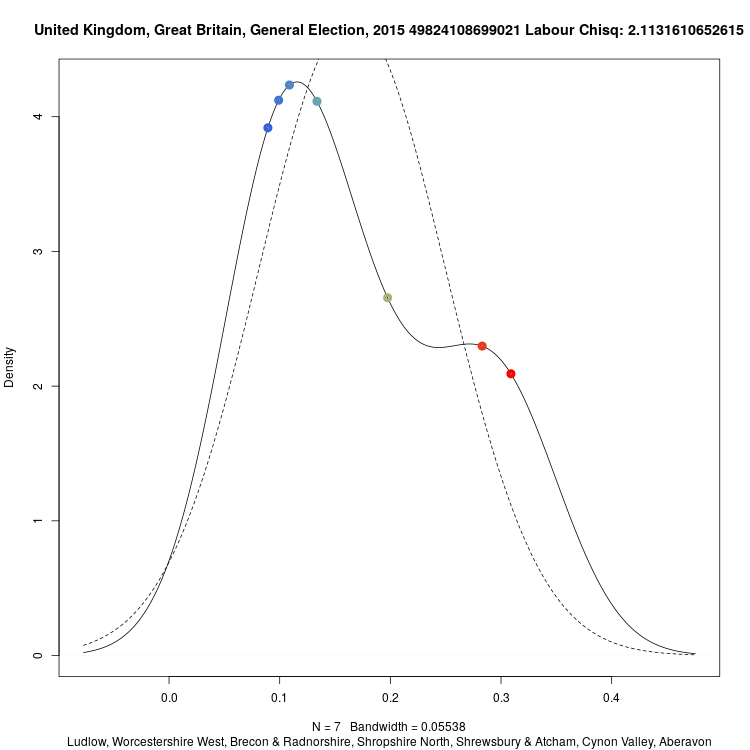 United Kingdom, Great Britain, General Election, 2015 49824108699021 Labour Chisq: 2.1131610652615
Density
4
3
2
1
0
0.0 0.1 0.2 0.3 0.4
N = 7 Bandwidth = 0.05538
Ludlow, Worcestershire West, Brecon & Radnorshire, Shropshire North, Shrewsbury & Atcham, Cynon Valley, Aberavon